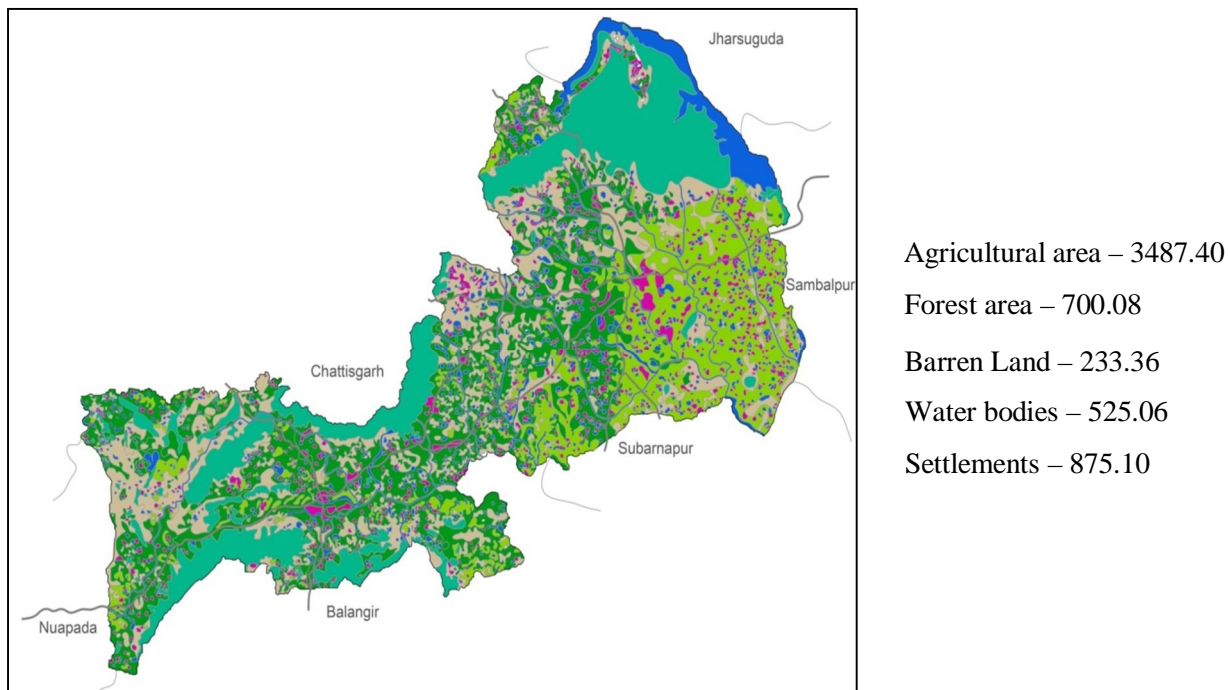 Jharsuguda
Sambalpur
Chattisgarh
Subarnapur
Balangir
Nuapada
Agricultural area – 3487.40
Forest area – 700.08
Barren Land – 233.36
Water bodies – 525.06
Settlements – 875.10